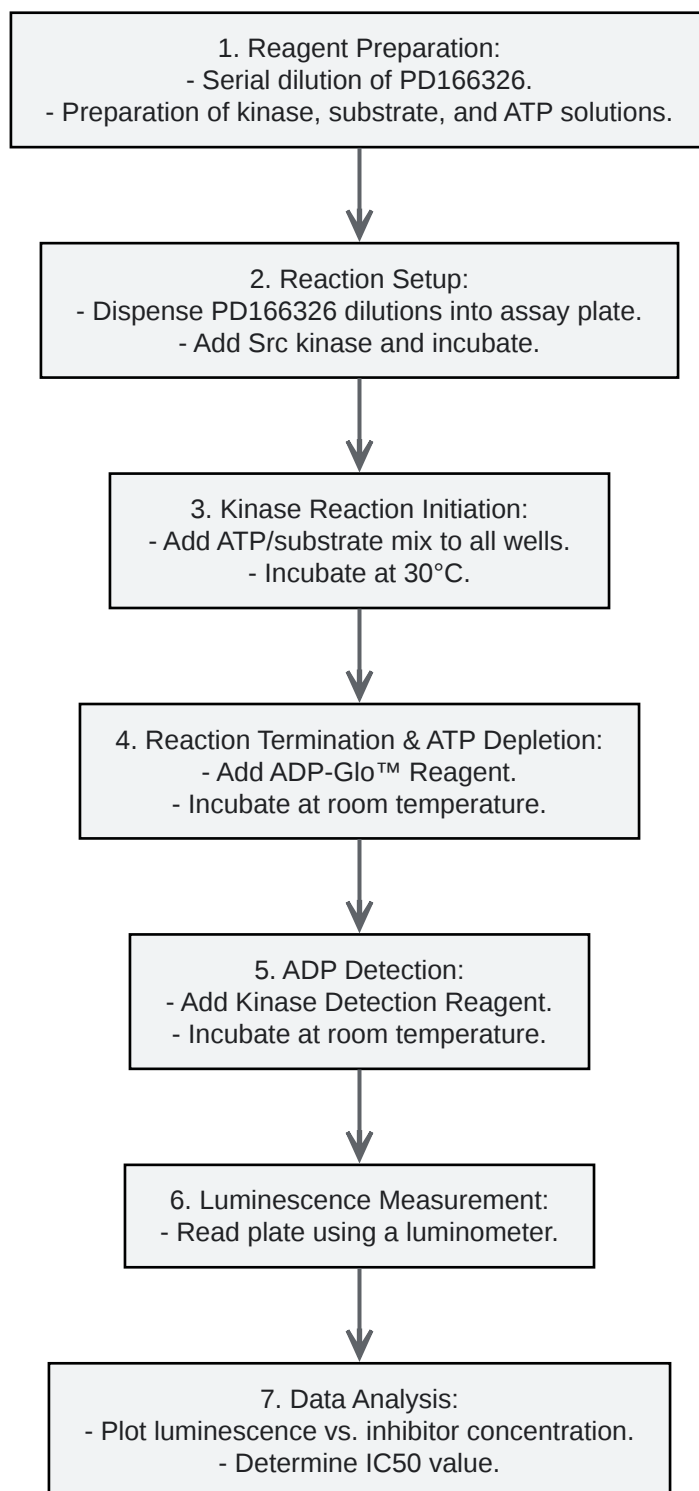 1. Reagent Preparation:
- Serial dilution of PD166326.
- Preparation of kinase, substrate, and ATP solutions.
2. Reaction Setup:
- Dispense PD166326 dilutions into assay plate.
- Add Src kinase and incubate.
3. Kinase Reaction Initiation:
- Add ATP/substrate mix to all wells.
- Incubate at 30°C.
4. Reaction Termination & ATP Depletion:
- Add ADP-Glo™ Reagent.
- Incubate at room temperature.
5. ADP Detection:
- Add Kinase Detection Reagent.
- Incubate at room temperature.
6. Luminescence Measurement:
- Read plate using a luminometer.
7. Data Analysis:
- Plot luminescence vs. inhibitor concentration.
- Determine IC50 value.